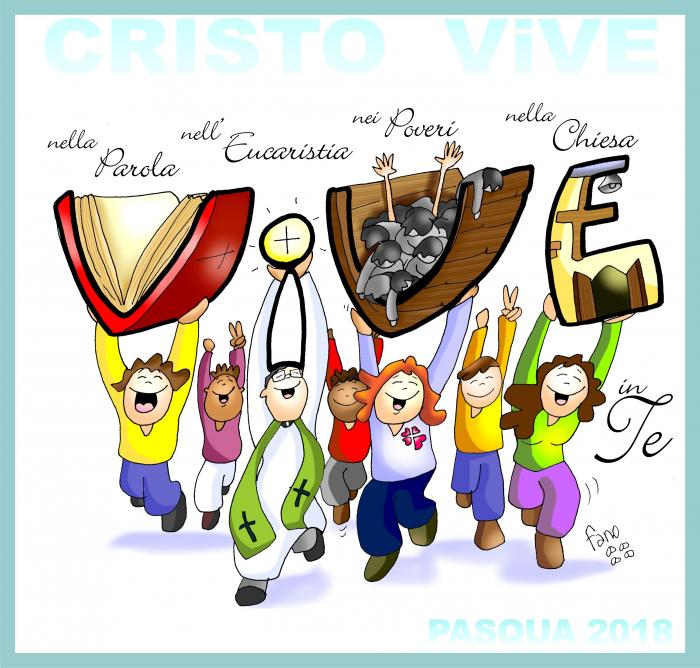 CRISTO ViVE
nella Parola
nell' Eucaristia
nei Poveri
nella Chiesa
ViVE
in Te
fano
PASQUA 2018